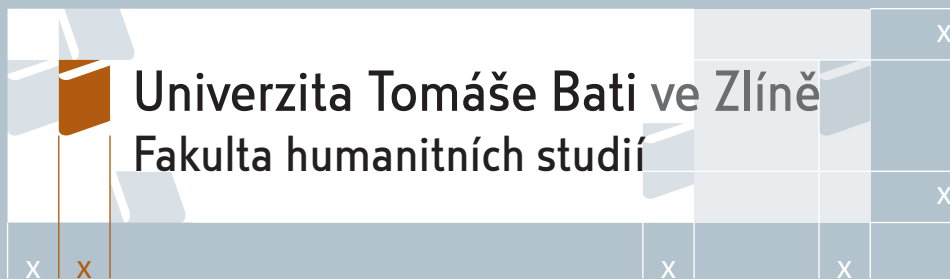 x
Univerzita Tomáše Bati ve Zlíně
Fakulta humanitních studií
x
x x x x